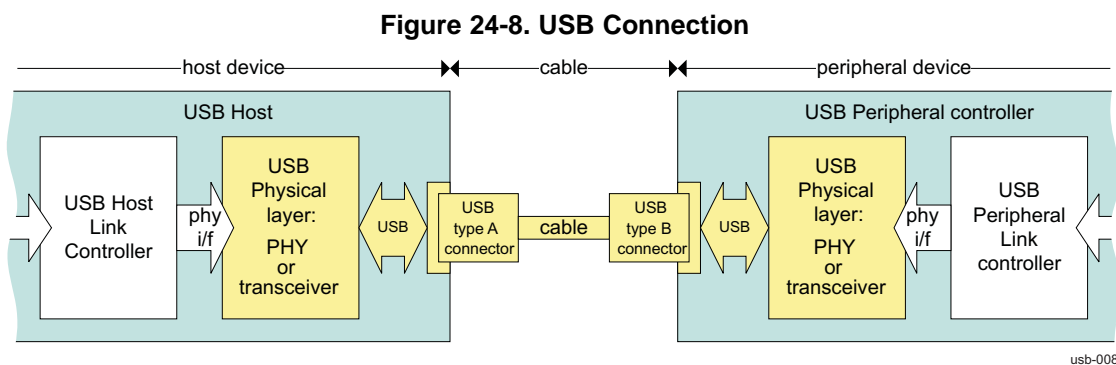 Figure 24-8. USB Connection
host device
cable
peripheral device
USB Host
USB Peripheral controller
USB Host
Link
Controller
phy
i/f
USB
Physical
layer:
PHY
or
transceiver
USB
USB
type A
connector
cable
USB
type B
connector
USB
USB
Physical
layer:
PHY
or
transceiver
phy
i/f
USB
Peripheral
Link
controller
usb-008